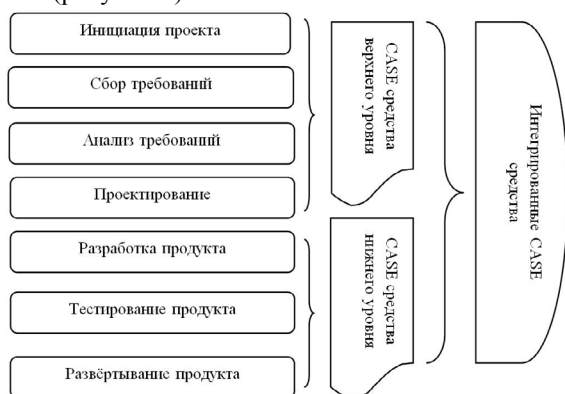 Инициация проекта
Сбор требований
Анализ требований
Проектирование
Разработка продукта
Тестирование продукта
Развёртывание продукта
CASE средства
верхнего уровня
CASE средства
нижнего уровня
Интегрированные CASE
средства